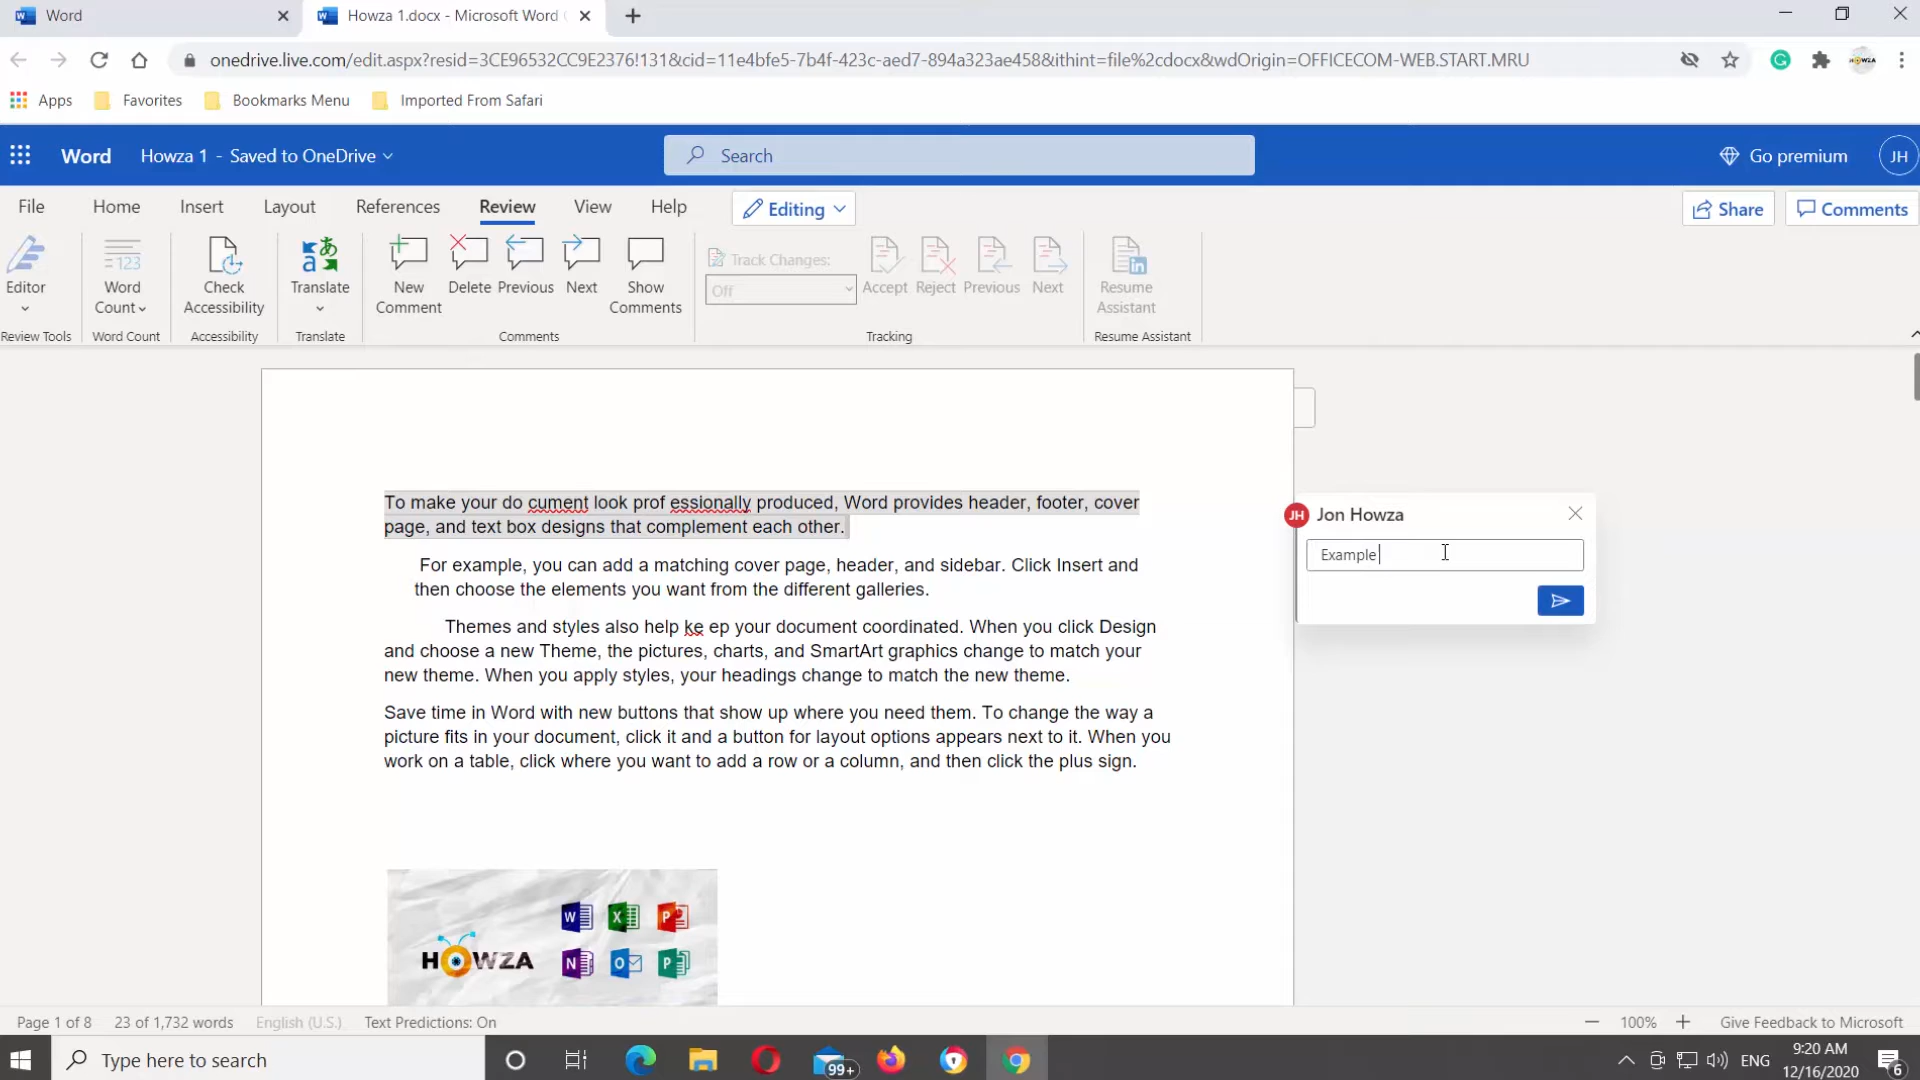 Word
Howza 1.docx - Microsoft Word
onedrive.live.com/edit.aspx?resid=3CE96532CC9E2376!131&cid=11e4bfe5-7b4f-423c-aed7-894a323ae458&ithint=file%2cdocx&wdOrigin=OFFICECOM-WEB.START.MRU
Apps Favorites Bookmarks Menu Imported From Safari
Word Howza 1 - Saved to OneDrive Search Go premium JH
File Home Insert Layout References Review View Help Editing Share Comments
Editor
Word Count
Check Accessibility
Translate
New Comment
Delete
Previous
Next
Show Comments
Track Changes:
Off
Accept
Reject
Previous
Next
Resume Assistant
Review Tools Word Count Accessibility Translate Comments Tracking Resume Assistant
To make your do cument look prof essionally produced, Word provides header, footer, cover
page, and text box designs that complement each other.
For example, you can add a matching cover page, header, and sidebar. Click Insert and
then choose the elements you want from the different galleries.
Themes and styles also help ke ep your document coordinated. When you click Design
and choose a new Theme, the pictures, charts, and SmartArt graphics change to match your
new theme. When you apply styles, your headings change to match the new theme.
Save time in Word with new buttons that show up where you need them. To change the way a
picture fits in your document, click it and a button for layout options appears next to it. When you
work on a table, click where you want to add a row or a column, and then click the plus sign.
JH Jon Howza
Example
W X P
HOWZA
N O P
Page 1 of 8 23 of 1,732 words English (U.S.) Text Predictions: On 100% Give Feedback to Microsoft
Type here to search
99+
ENG
9:20 AM
12/16/2020
6